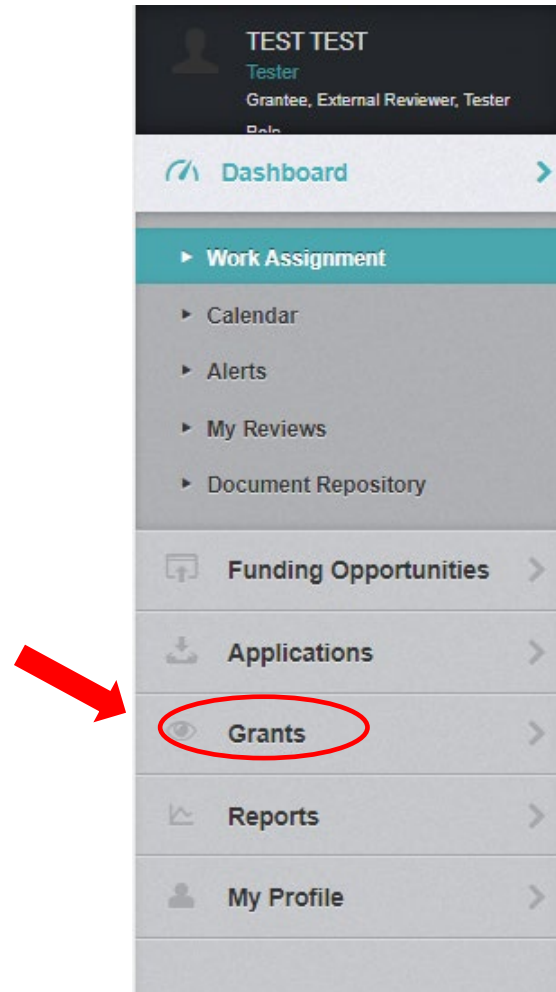 TEST TEST
Tester
Grantee, External Reviewer, Tester
Role
Dashboard
Work Assignment
Calendar
Alerts
My Reviews
Document Repository
Funding Opportunities
Applications
Grants
Reports
My Profile